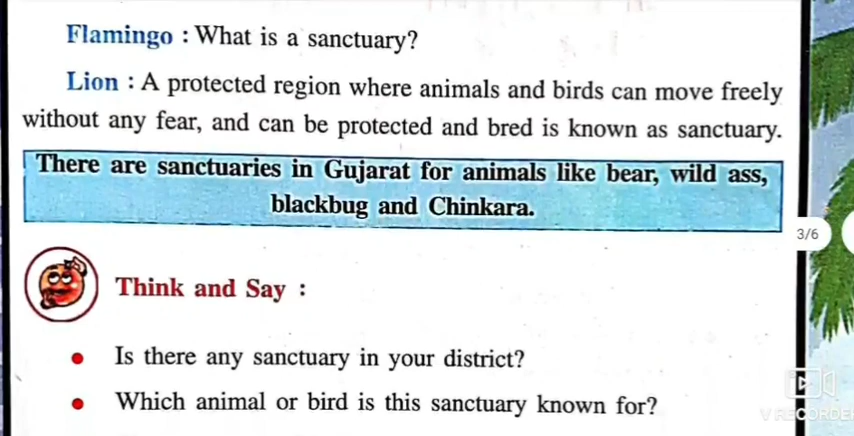 Flamingo : What is a sanctuary?
Lion : A protected region where animals and birds can move freely
without any fear, and can be protected and bred is known as sanctuary.
There are sanctuaries in Gujarat for animals like bear, wild ass,
blackbug and Chinkara.
3/6
Think and Say :
Is there any sanctuary in your district?
Which animal or bird is this sanctuary known for?
V RECORDE